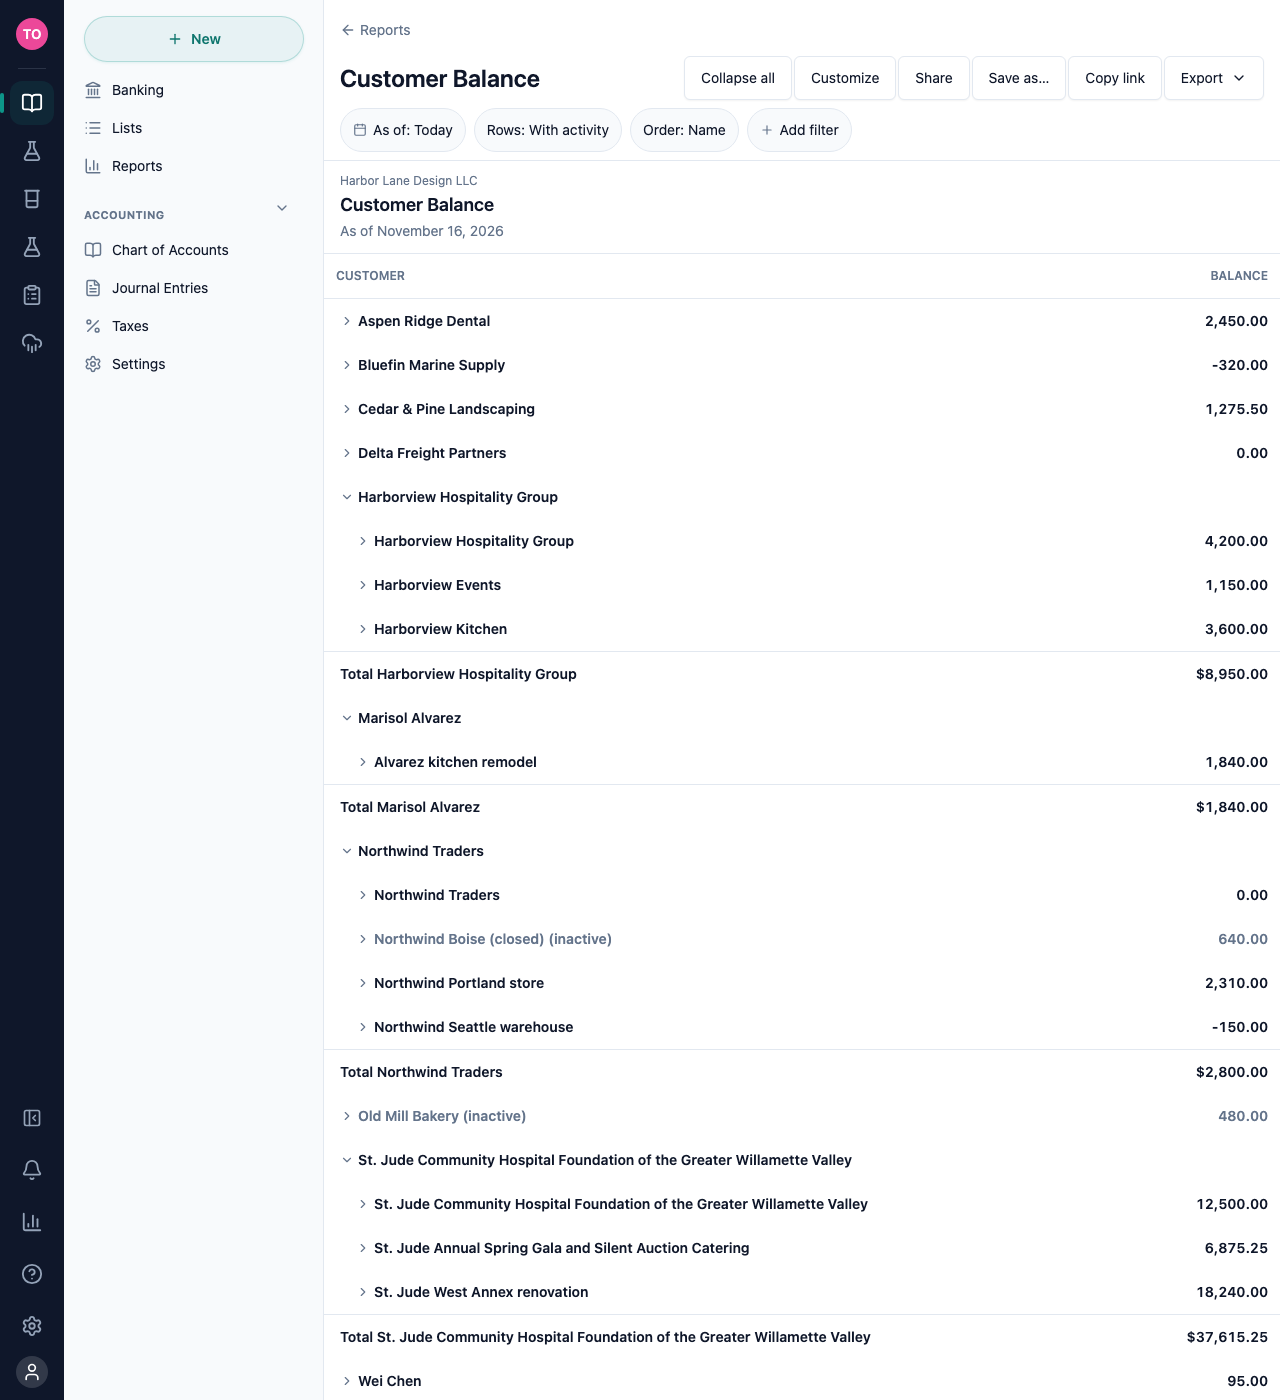 TO
New
Banking
Lists
Reports
ACCOUNTING
Chart of Accounts
Journal Entries
Taxes
Settings
Reports
Customer Balance
Collapse all
Customize
Share
Save as...
Copy link
Export
As of: Today
Rows: With activity
Order: Name
Add filter
Harbor Lane Design LLC
Customer Balance
As of November 16, 2026
CUSTOMER BALANCE
Aspen Ridge Dental 2,450.00
Bluefin Marine Supply -320.00
Cedar & Pine Landscaping 1,275.50
Delta Freight Partners 0.00
Harborview Hospitality Group
Harborview Hospitality Group 4,200.00
Harborview Events 1,150.00
Harborview Kitchen 3,600.00
Total Harborview Hospitality Group $8,950.00
Marisol Alvarez
Alvarez kitchen remodel 1,840.00
Total Marisol Alvarez $1,840.00
Northwind Traders
Northwind Traders 0.00
Northwind Boise (closed) (inactive) 640.00
Northwind Portland store 2,310.00
Northwind Seattle warehouse -150.00
Total Northwind Traders $2,800.00
Old Mill Bakery (inactive) 480.00
St. Jude Community Hospital Foundation of the Greater Willamette Valley
St. Jude Community Hospital Foundation of the Greater Willamette Valley 12,500.00
St. Jude Annual Spring Gala and Silent Auction Catering 6,875.25
St. Jude West Annex renovation 18,240.00
Total St. Jude Community Hospital Foundation of the Greater Willamette Valley $37,615.25
Wei Chen 95.00